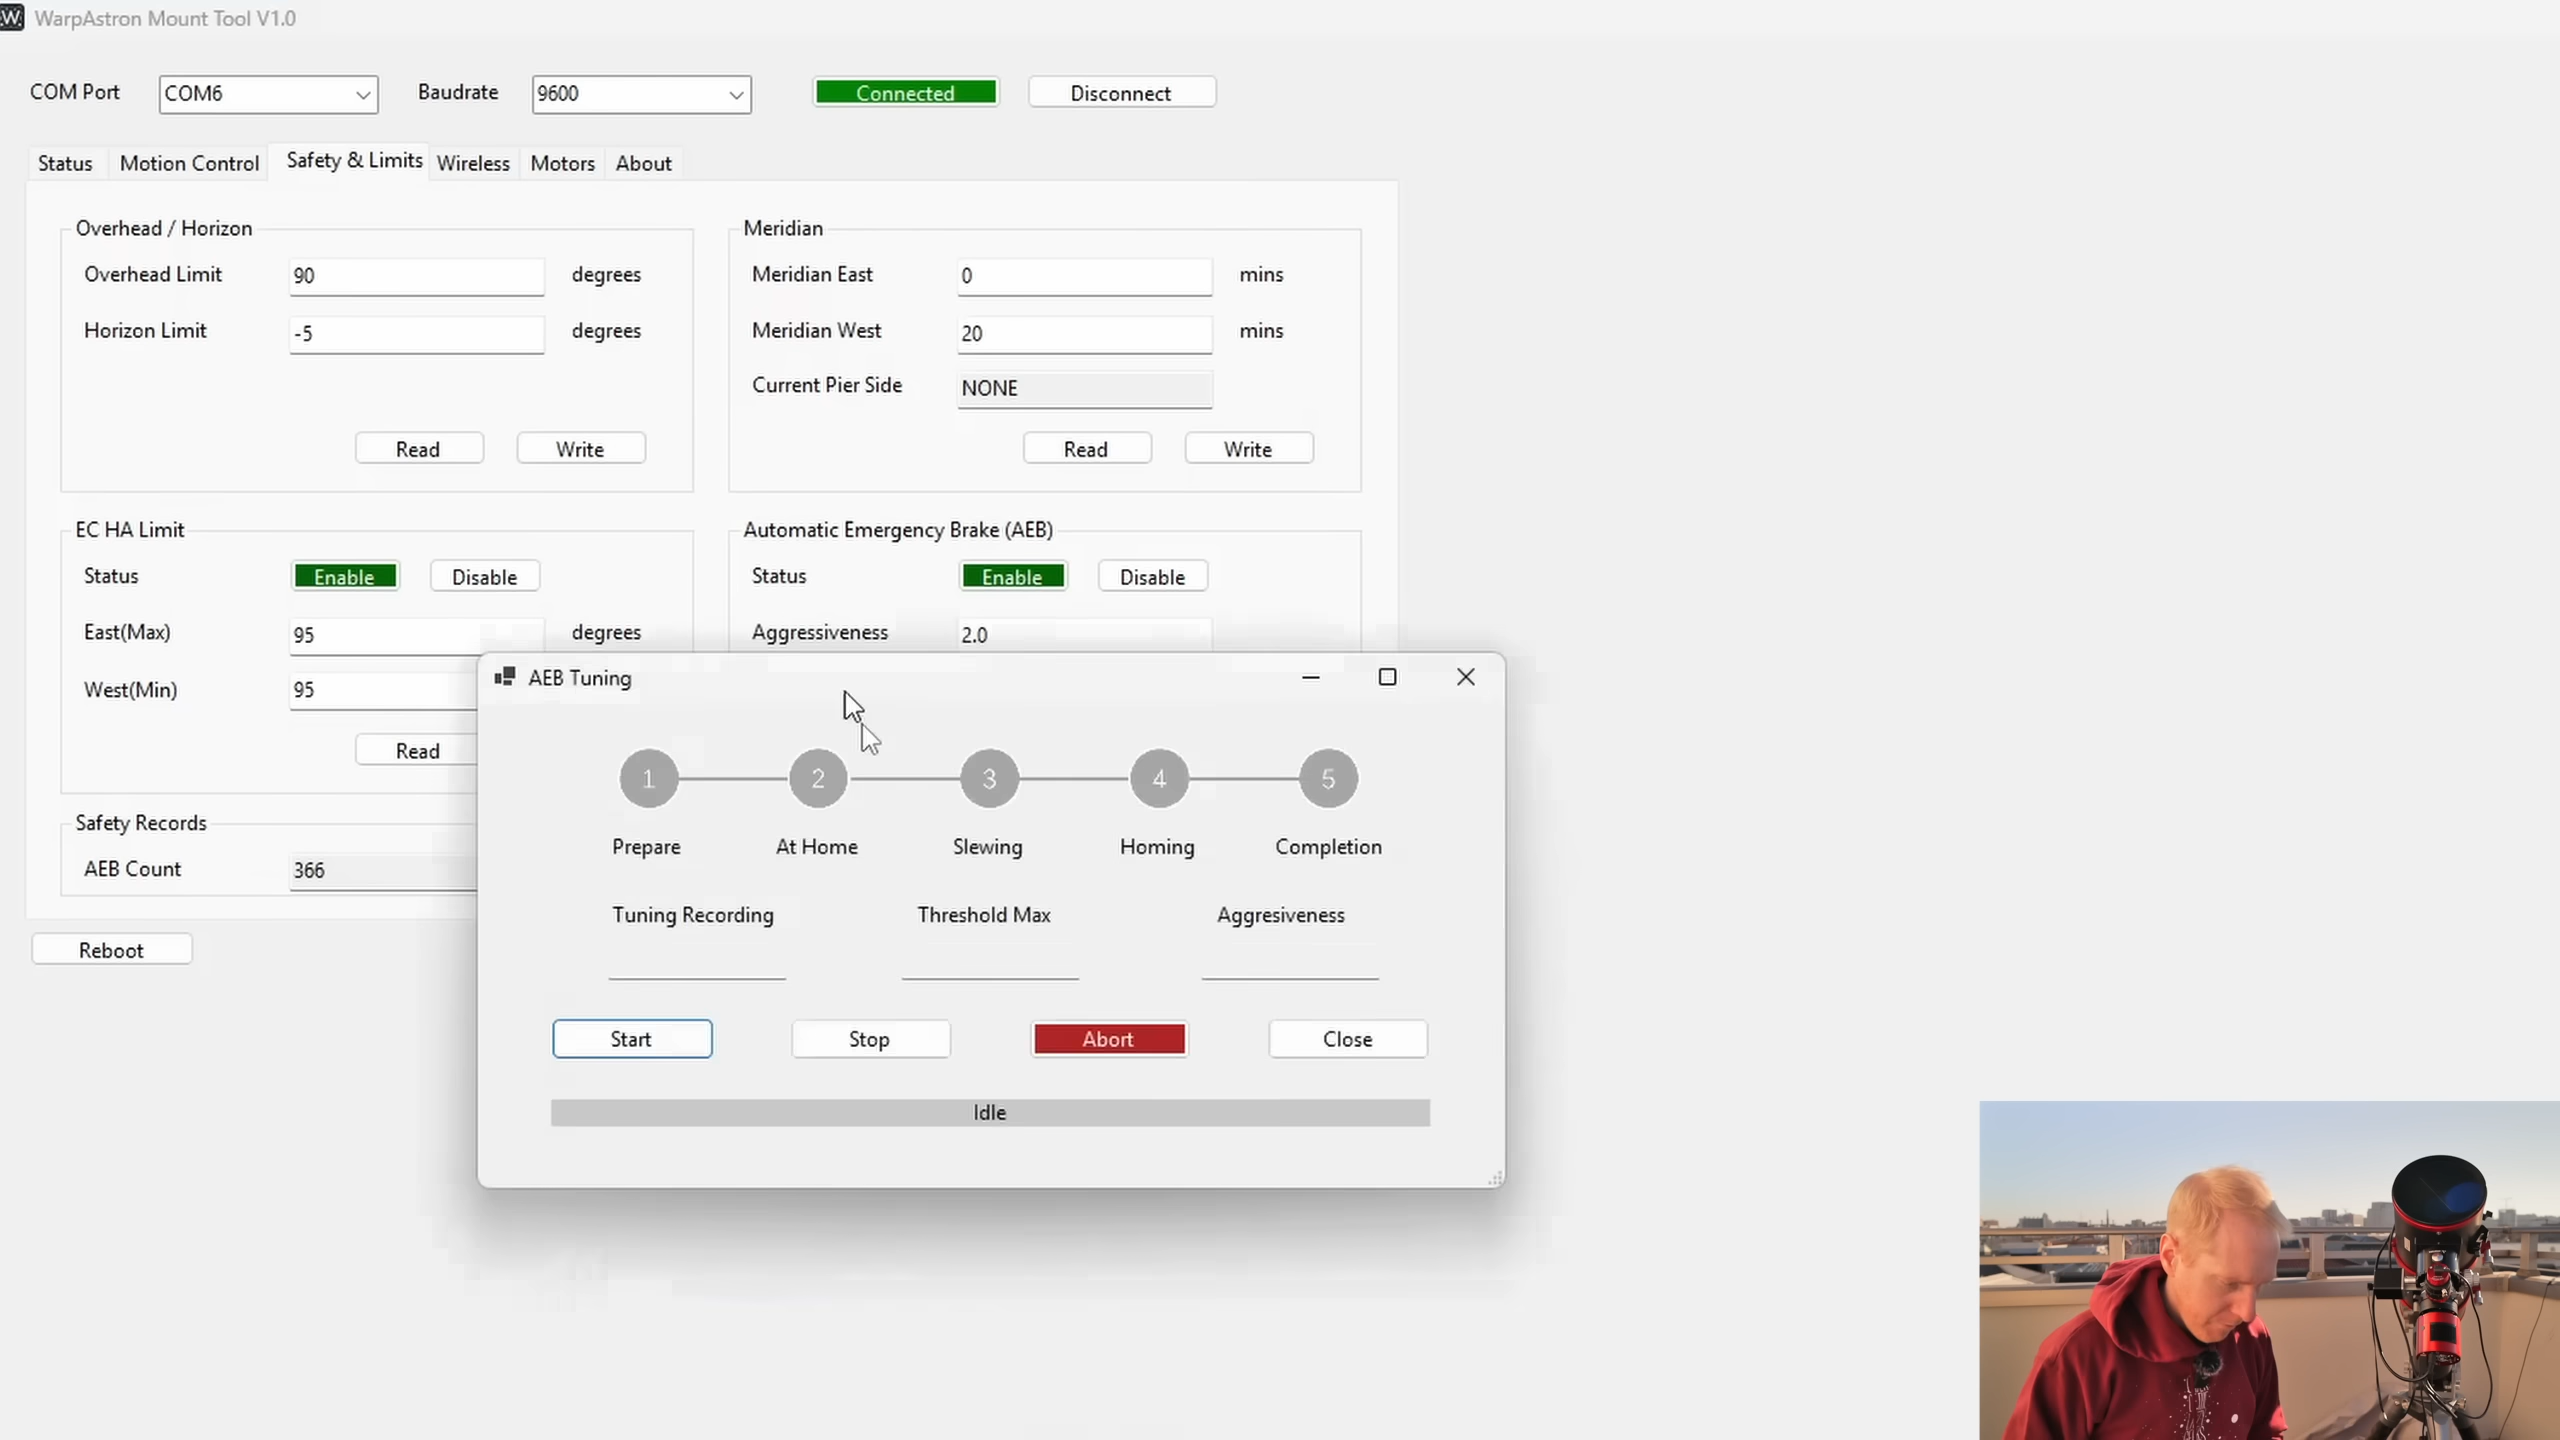 WarpAstron Mount Tool V1.0
COM Port COM6 Baudrate 9600 Connected Disconnect
Status Motion Control Safety & Limits Wireless Motors About
Overhead / Horizon
Overhead Limit 90 degrees
Horizon Limit -5 degrees
Read Write
Meridian
Meridian East 0 mins
Meridian West 20 mins
Current Pier Side NONE
Read Write
EC HA Limit
Status Enable Disable
East(Max) 95 degrees
West(Min) 95
Read
Automatic Emergency Brake (AEB)
Status Enable Disable
Aggressiveness 2.0
Safety Records
AEB Count 366
Reboot
AEB Tuning
1 2 3 4 5
Prepare At Home Slewing Homing Completion
Tuning Recording Threshold Max Aggresiveness
Start Stop Abort Close
Idle